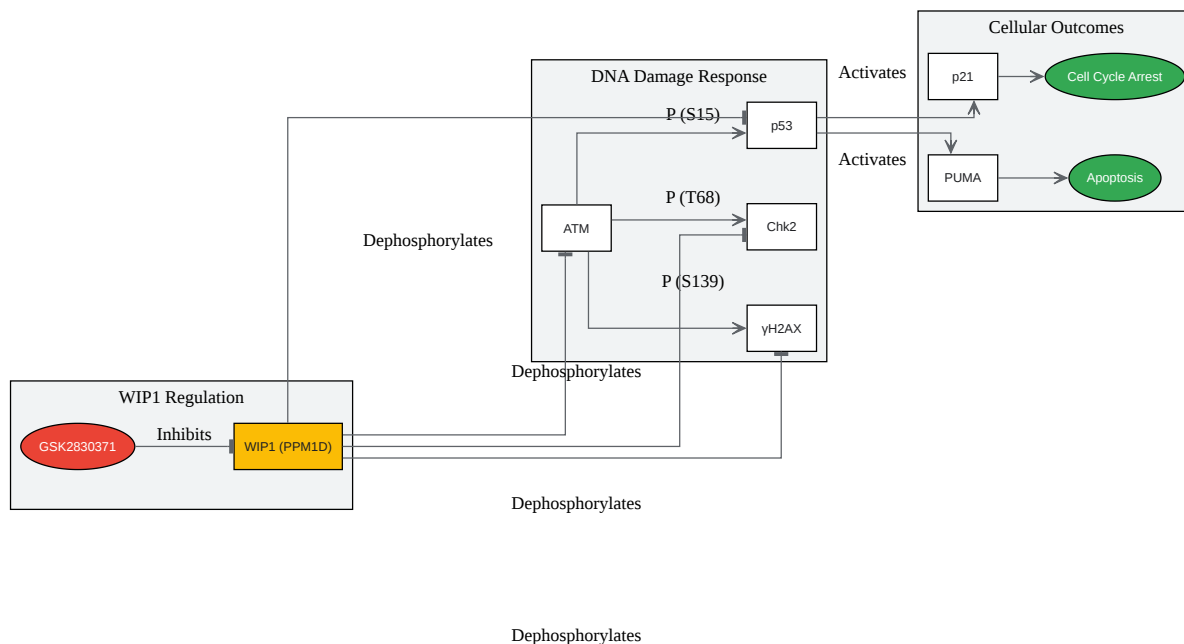 Cellular Outcomes
Activates
p21
Cell Cycle Arrest
DNA Damage Response
P (S15)
p53
Activates
PUMA
Apoptosis
P (T68)
ATM
Chk2
Dephosphorylates
P (S139)
γH2AX
Dephosphorylates
WIP1 Regulation
GSK2830371
Inhibits
WIP1 (PPM1D)
Dephosphorylates
Dephosphorylates